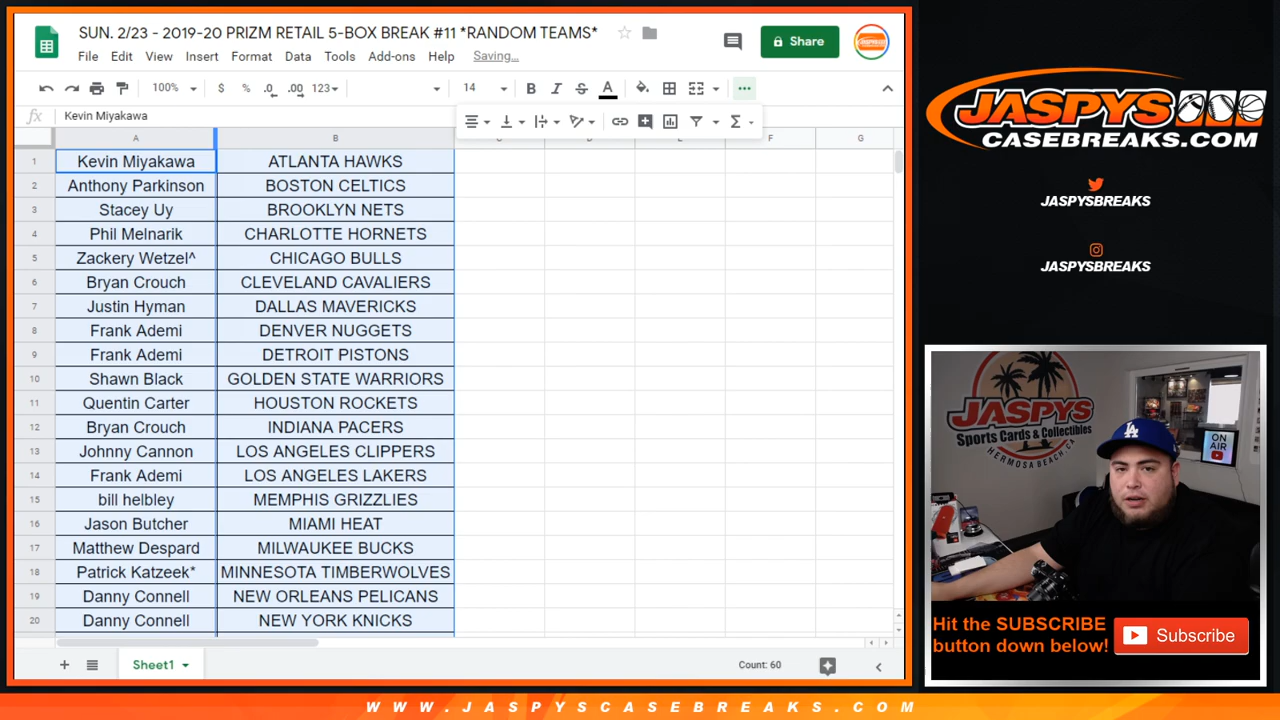 SUN. 2/23 - 2019-20 PRIZM RETAIL 5-BOX BREAK #11 *RANDOM TEAMS*
File Edit View Insert Format Data Tools Add-ons Help Saving...
Share
100% $ % .0 .00 123 14 B I S A
fx Kevin Miyakawa
A B C D E F G
1 Kevin Miyakawa ATLANTA HAWKS
2 Anthony Parkinson BOSTON CELTICS
3 Stacey Uy BROOKLYN NETS
4 Phil Melnarik CHARLOTTE HORNETS
5 Zackery Wetzel^ CHICAGO BULLS
6 Bryan Crouch CLEVELAND CAVALIERS
7 Justin Hyman DALLAS MAVERICKS
8 Frank Ademi DENVER NUGGETS
9 Frank Ademi DETROIT PISTONS
10 Shawn Black GOLDEN STATE WARRIORS
11 Quentin Carter HOUSTON ROCKETS
12 Bryan Crouch INDIANA PACERS
13 Johnny Cannon LOS ANGELES CLIPPERS
14 Frank Ademi LOS ANGELES LAKERS
15 bill helbley MEMPHIS GRIZZLIES
16 Jason Butcher MIAMI HEAT
17 Matthew Despard MILWAUKEE BUCKS
18 Patrick Katzeek* MINNESOTA TIMBERWOLVES
19 Danny Connell NEW ORLEANS PELICANS
20 Danny Connell NEW YORK KNICKS
Sheet1
Count: 60
JASPYS
CASEBREAKS.COM
JASPYSBREAKS
JASPYSBREAKS
JASPYS
Sports Cards & Collectibles
HERMOSA BEACH, CA
LA
ON AIR
Hit the SUBSCRIBE
button down below!
Subscribe
WWW.JASPYSCASEBREAKS.COM